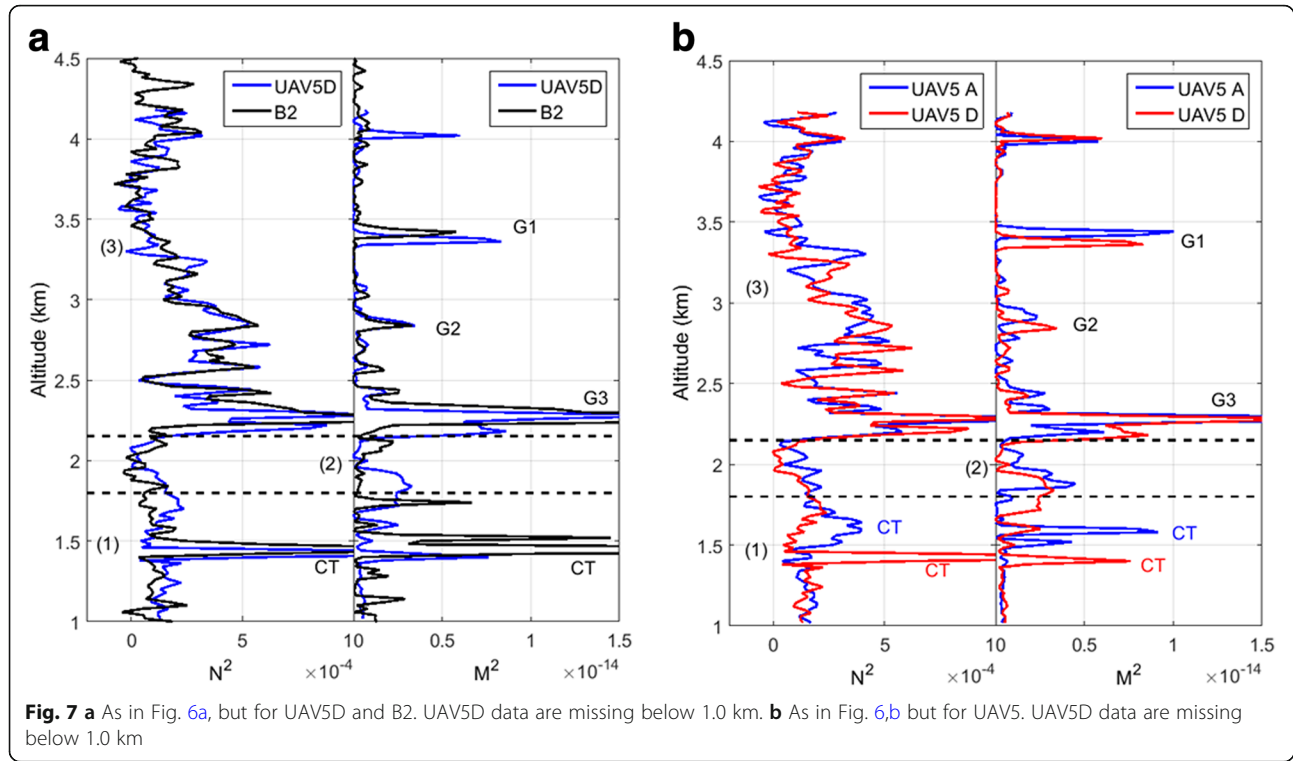 a
b
4.5
4
3.5
3
2.5
2
1.5
1
Altitude (km)
UAV5D
B2
UAV5D
B2
G1
G2
G3
(3)
(2)
(1)
CT
0
5
10
0.5
1
1.5
N²
×10⁻⁴
M²
×10⁻¹⁴
4.5
4
3.5
3
2.5
2
1.5
1
Altitude (km)
UAV5 A
UAV5 D
UAV5 A
UAV5 D
G1
G2
G3
(3)
(2)
(1)
CT
CT
CT
CT
0
5
10
0.5
1
1.5
N²
×10⁻⁴
M²
×10⁻¹⁴
Fig. 7 a As in Fig. 6a, but for UAV5D and B2. UAV5D data are missing below 1.0 km. b As in Fig. 6,b but for UAV5. UAV5D data are missing
below 1.0 km